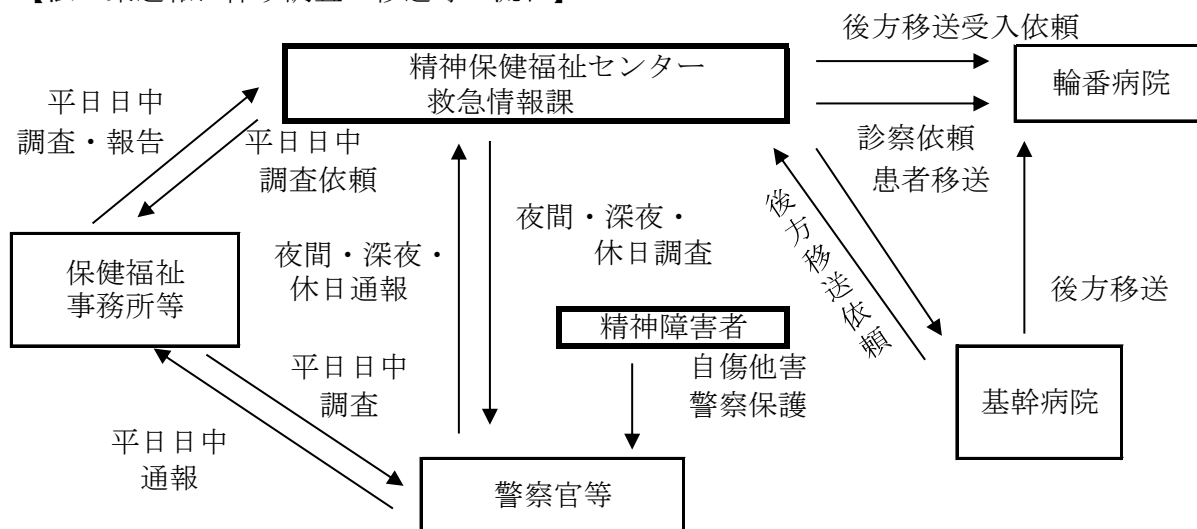 後方移送受入依頼
精神保健福祉センター
救急情報課
輪番病院
平日日中
調査・報告
平日日中
調査依頼
診察依頼
患者移送
夜間・深夜・
休日調査
夜間・深夜・
休日通報
後方移送依頼
保健福祉
事務所等
後方移送
精神障害者
自傷他害
警察保護
平日日中
調査
基幹病院
平日日中
通報
警察官等